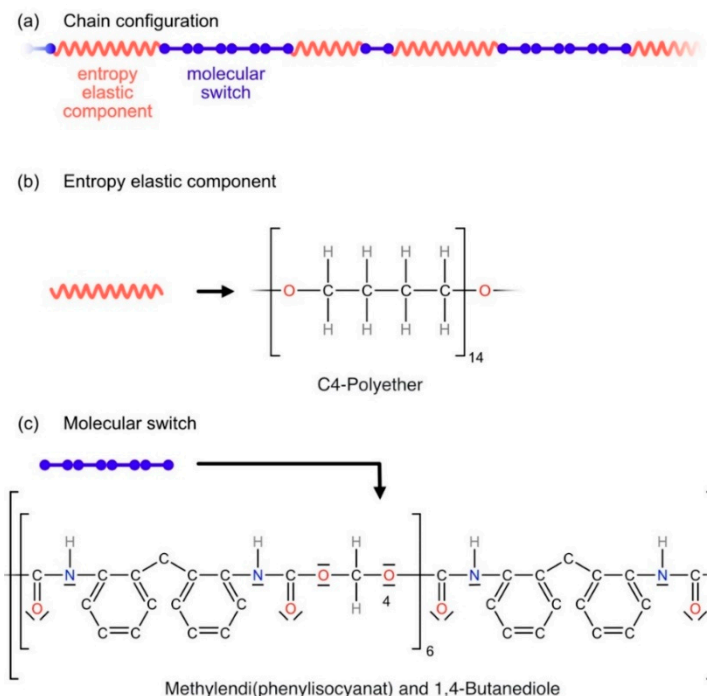 (a) Chain configuration
entropy elastic component
molecular switch
(b) Entropy elastic component
H H H H
O C C C C O
H H H H
14
C4-Polyether
(c) Molecular switch
H H H H
C N C C C C C N C O C O C N C C C C C N C
O C C C C O H 4 O C C C C O
C C C C C C C C
6
Methylendi(phenylisocyanat) and 1,4-Butanediole